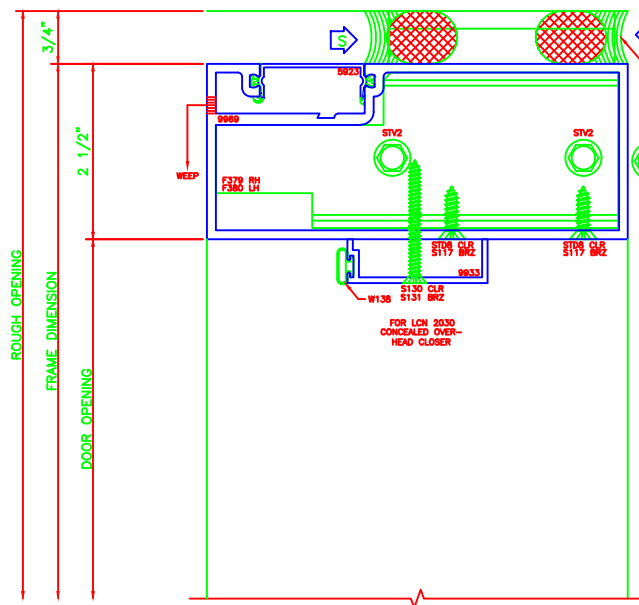 3/4"
S
5923
9969
2 1/2"
STV2
STV2
WEEP
F379 RH
F380 LH
STD8 CLR
S117 BRZ
STD8 CLR
S117 BRZ
9933
S130 CLR
S131 BRZ
W138
FOR LCN 2030
CONCEALED OVER-
HEAD CLOSER
ROUGH OPENING
FRAME DIMENSION
DOOR OPENING